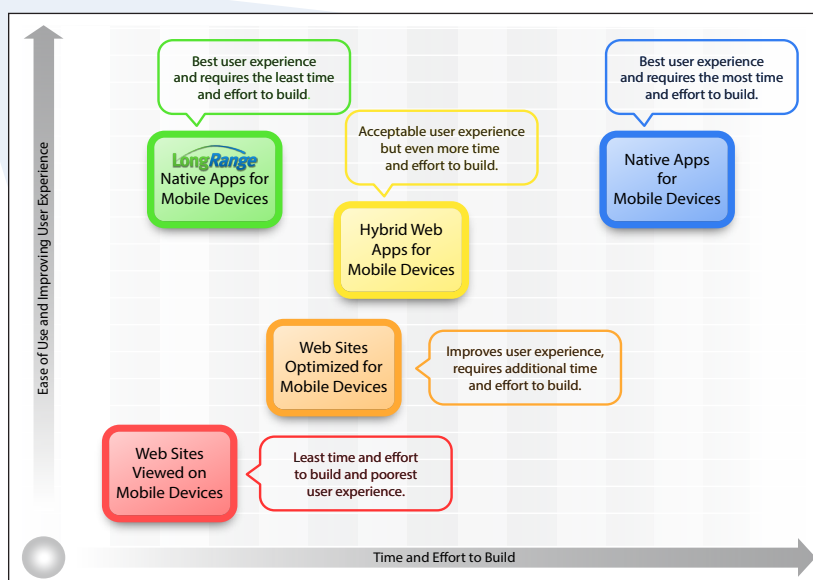 Best user experience
and requires the least time
and effort to build.
Best user experience
and requires the most time
and effort to build.
Acceptable user experience
but even more time
and effort to build.
LongRange
Native Apps for
Mobile Devices
Native Apps
for
Mobile Devices
Hybrid Web
Apps for
Mobile Devices
Web Sites
Optimized for
Mobile Devices
Improves user experience,
requires additional time
and effort to build.
Web Sites
Viewed on
Mobile Devices
Least time and effort
to build and poorest
user experience.
Ease of Use and Improving User Experience
Time and Effort to Build